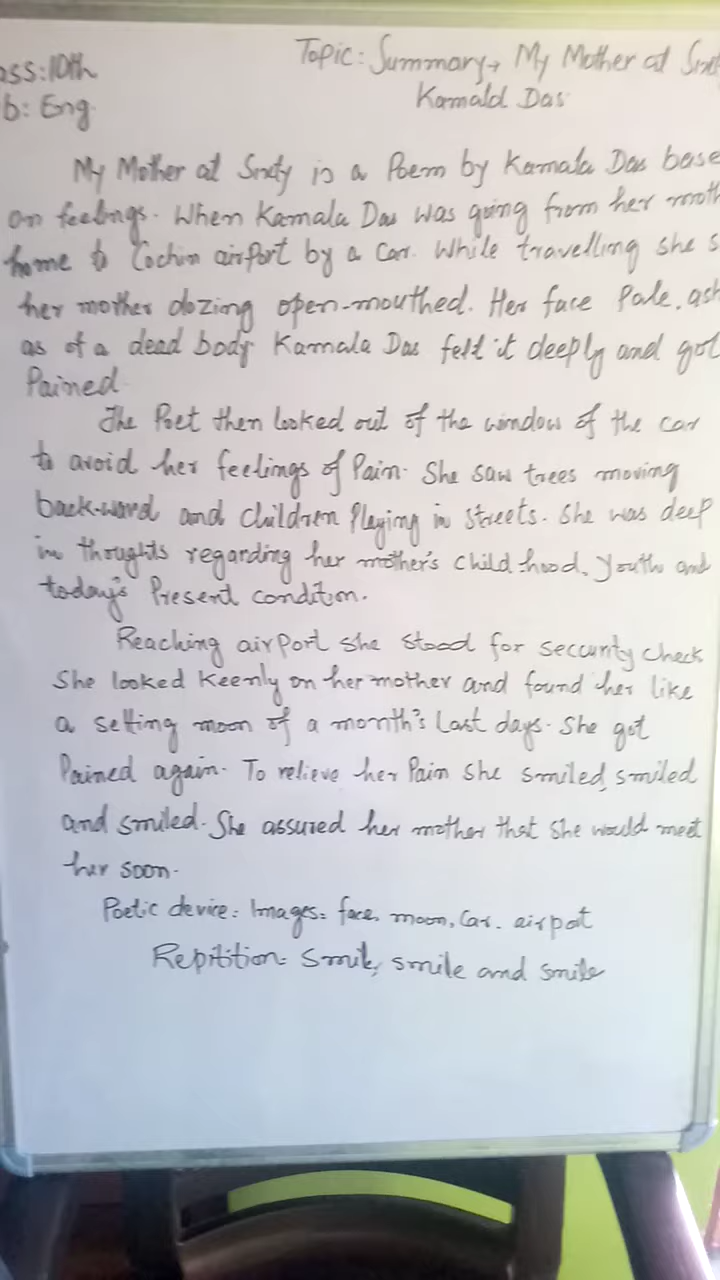 ass: 10th Topic: Summary→ My Mother at Sixt
b: Eng. Kamald Das
My Mother at Sixty is a Poem by Kamala Das base
on feelings. When Kamala Das was going from her moth
home to Cochin airport by a car. While travelling she s
her mother dozing open-mouthed. Her face Pale, ash
as of a dead body Kamala Das felt it deeply and got
Pained
The Poet then looked out of the window of the car
to avoid her feelings of Pain. She saw trees moving
back-ward and children Playing in streets. She was deep
in thoughts regarding her mother's child-hood, youth and
today's Present condition.
Reaching airport she stood for security check
She looked keenly on her mother and found her like
a setting moon of a month's last days. She got
Pained again. To relieve her Pain she smiled, smiled
and smiled. She assured her mother that she would meet
her soon.
Poetic device: Images= face, moon, Car. airpot
Repitition= Smile, smile and smile